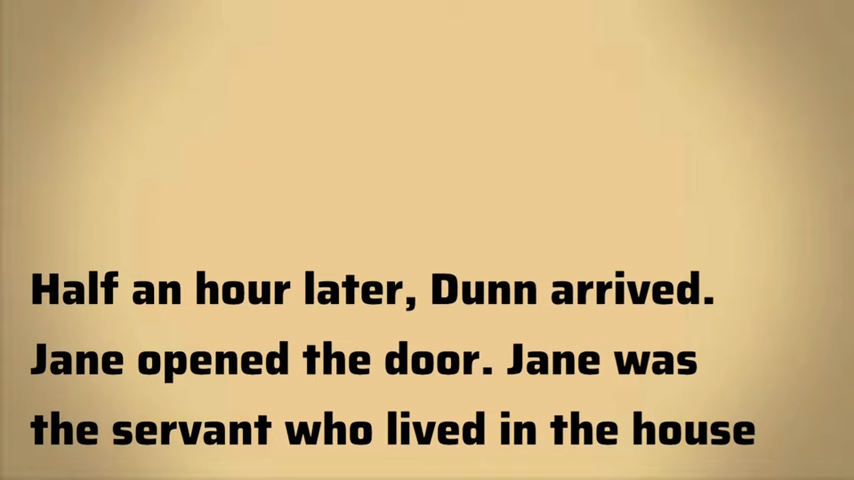 Half an hour later, Dunn arrived.
Jane opened the door. Jane was
the servant who lived in the house